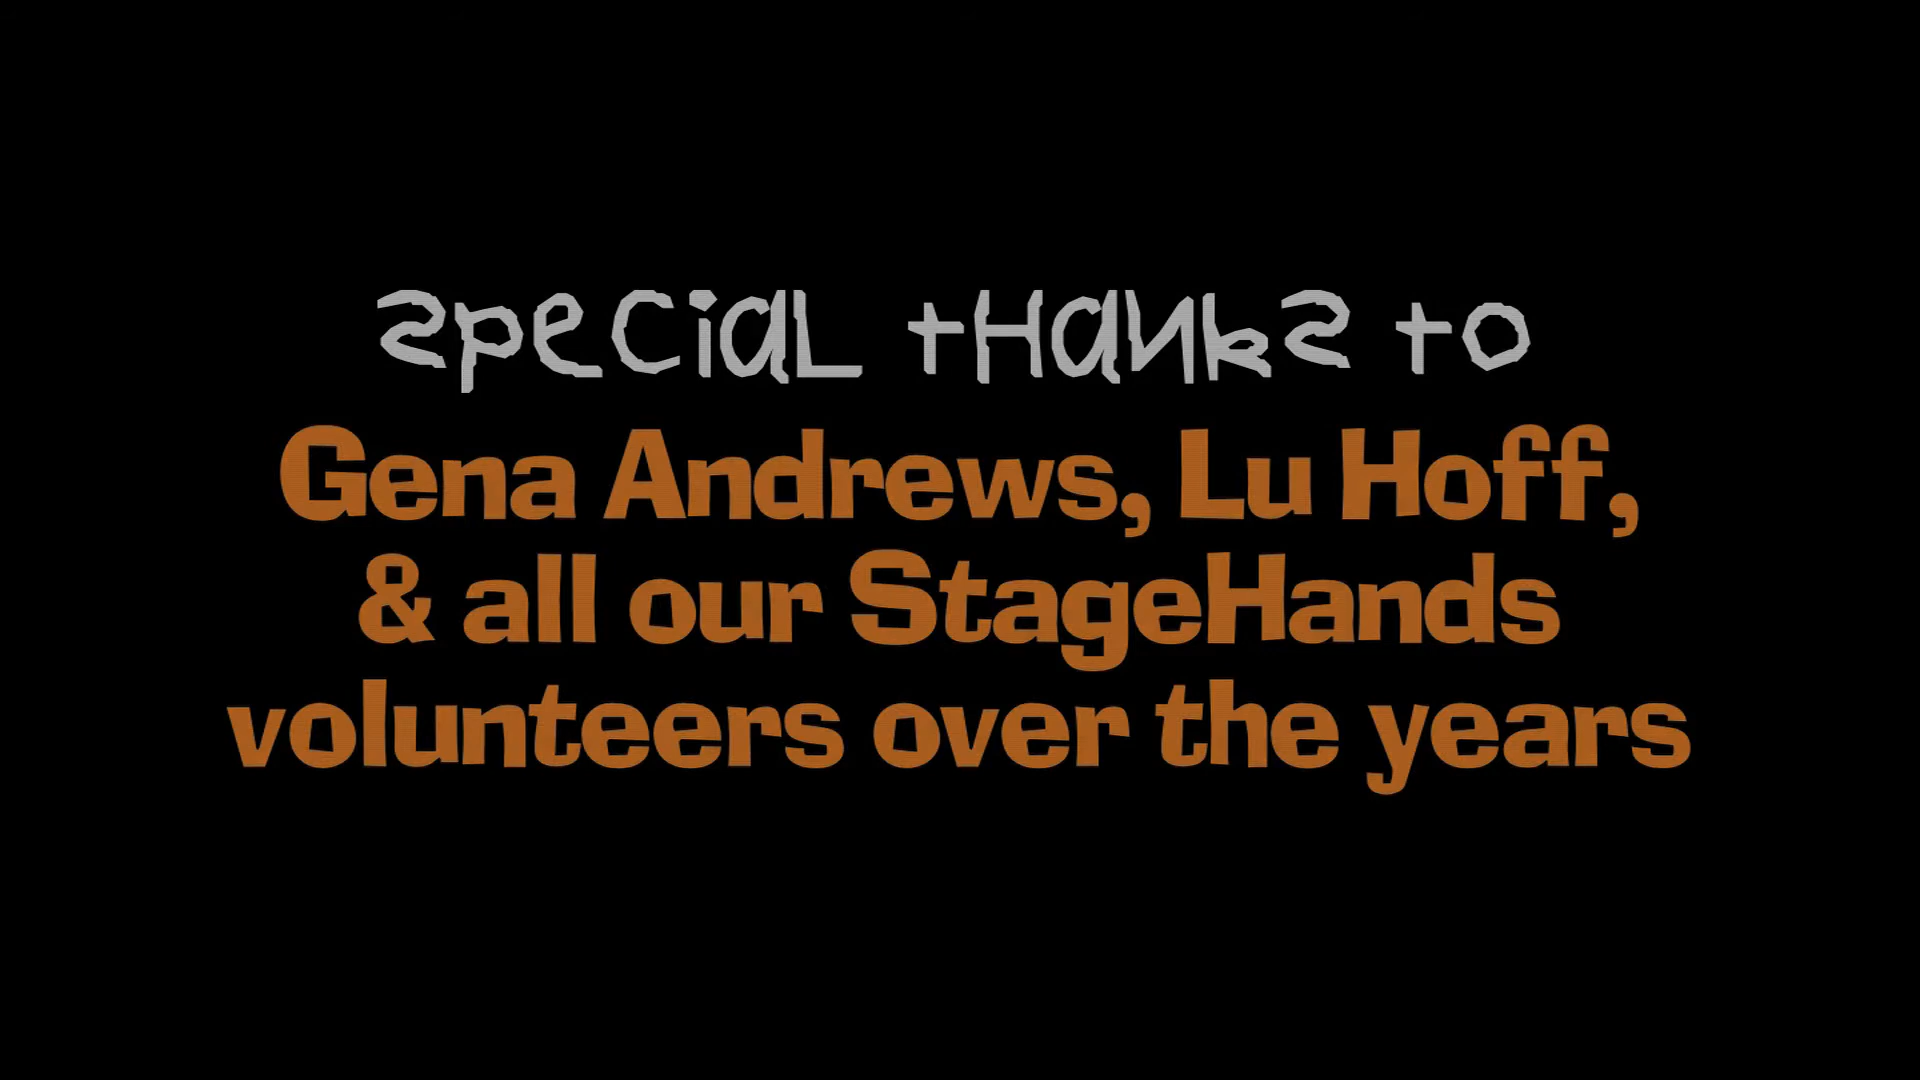 special thanks to
Gena Andrews, Lu Hoff,
& all our StageHands
volunteers over the years